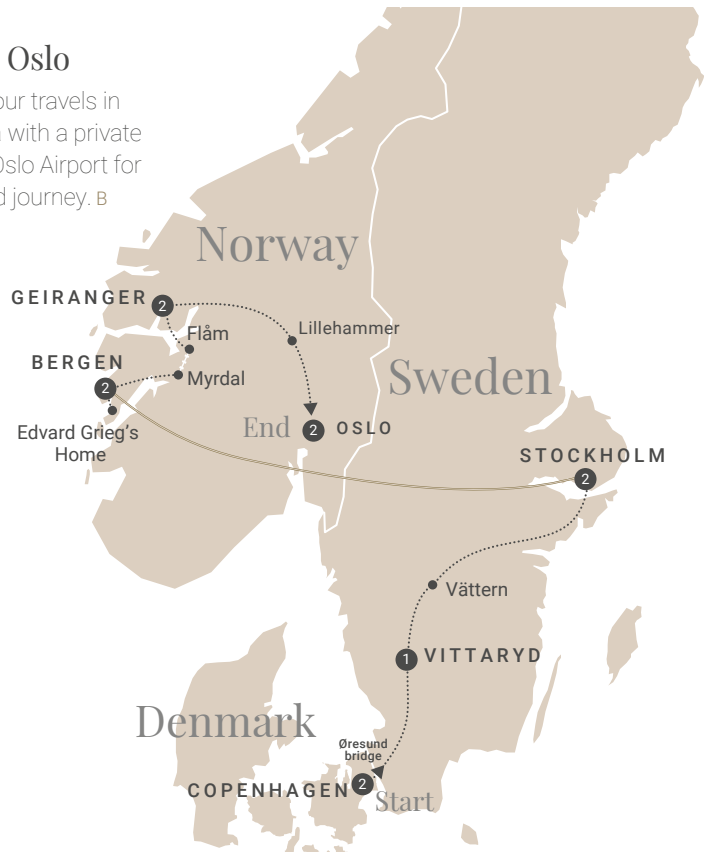 Oslo
our travels in
with a private
Oslo Airport for
d journey. B
Norway
GEIRANGER
2
Flåm
Lillehammer
BERGEN
2
Myrdal
Sweden
Edvard Grieg's
Home
End
2
OSLO
STOCKHOLM
2
Vättern
1
VITTARYD
Denmark
Øresund
bridge
COPENHAGEN
2
Start